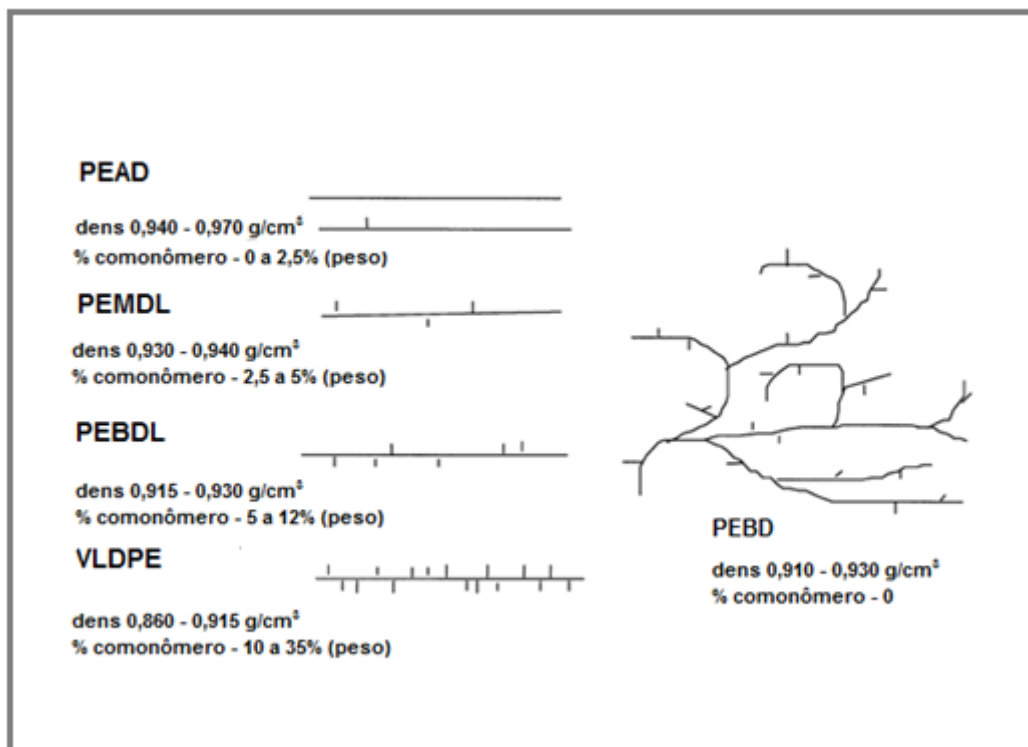 PEAD
dens 0,940 - 0,970 g/cm³
% comonômero - 0 a 2,5% (peso)
PEMDL
dens 0,930 - 0,940 g/cm³
% comonômero - 2,5 a 5% (peso)
PEBDL
dens 0,915 - 0,930 g/cm³
% comonômero - 5 a 12% (peso)
VLDPE
dens 0,860 - 0,915 g/cm³
% comonômero - 10 a 35% (peso)
PEBD
dens 0,910 - 0,930 g/cm³
% comonômero - 0